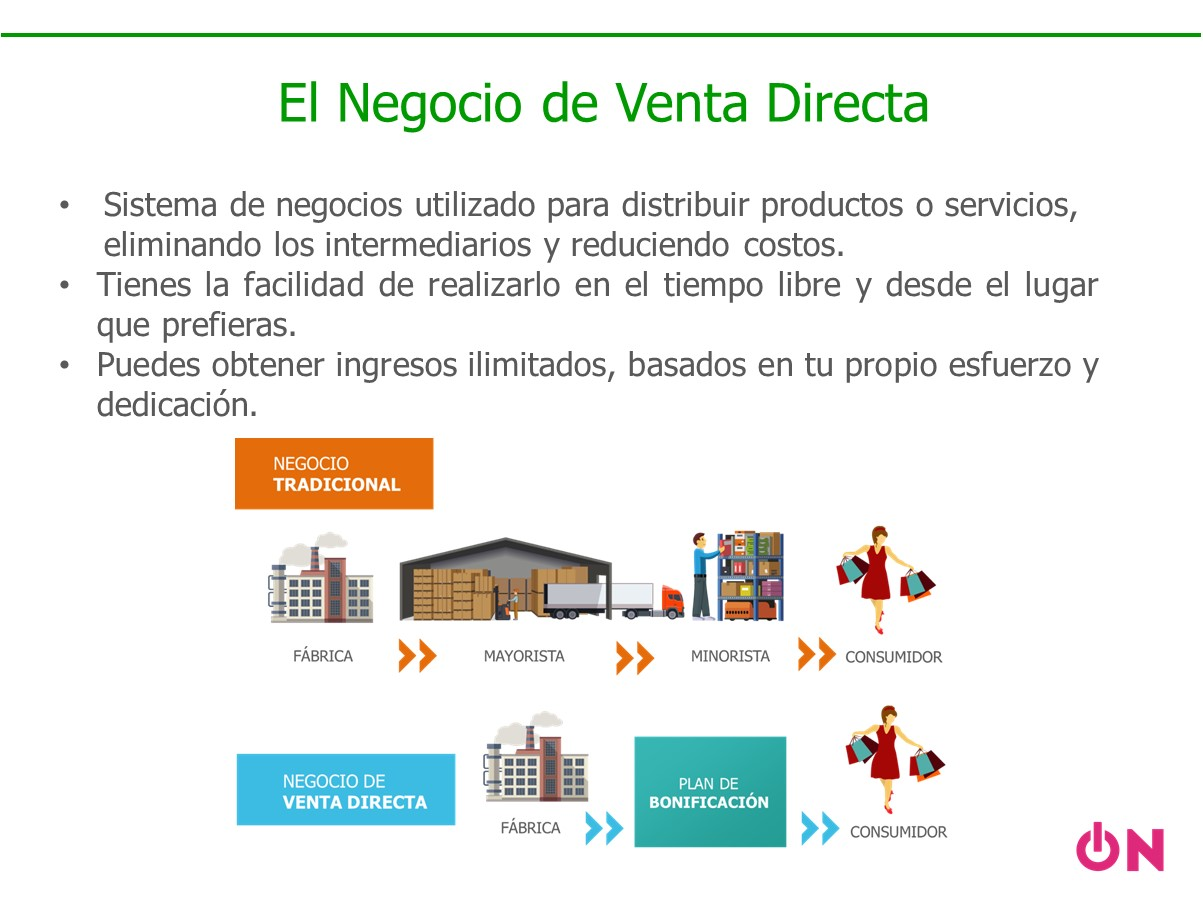 El Negocio de Venta Directa
• Sistema de negocios utilizado para distribuir productos o servicios,
eliminando los intermediarios y reduciendo costos.
• Tienes la facilidad de realizarlo en el tiempo libre y desde el lugar
que prefieras.
• Puedes obtener ingresos ilimitados, basados en tu propio esfuerzo y
dedicación.
NEGOCIO
TRADICIONAL
FÁBRICA
MAYORISTA
MINORISTA
CONSUMIDOR
NEGOCIO DE
VENTA DIRECTA
FÁBRICA
PLAN DE
BONIFICACIÓN
CONSUMIDOR
ON